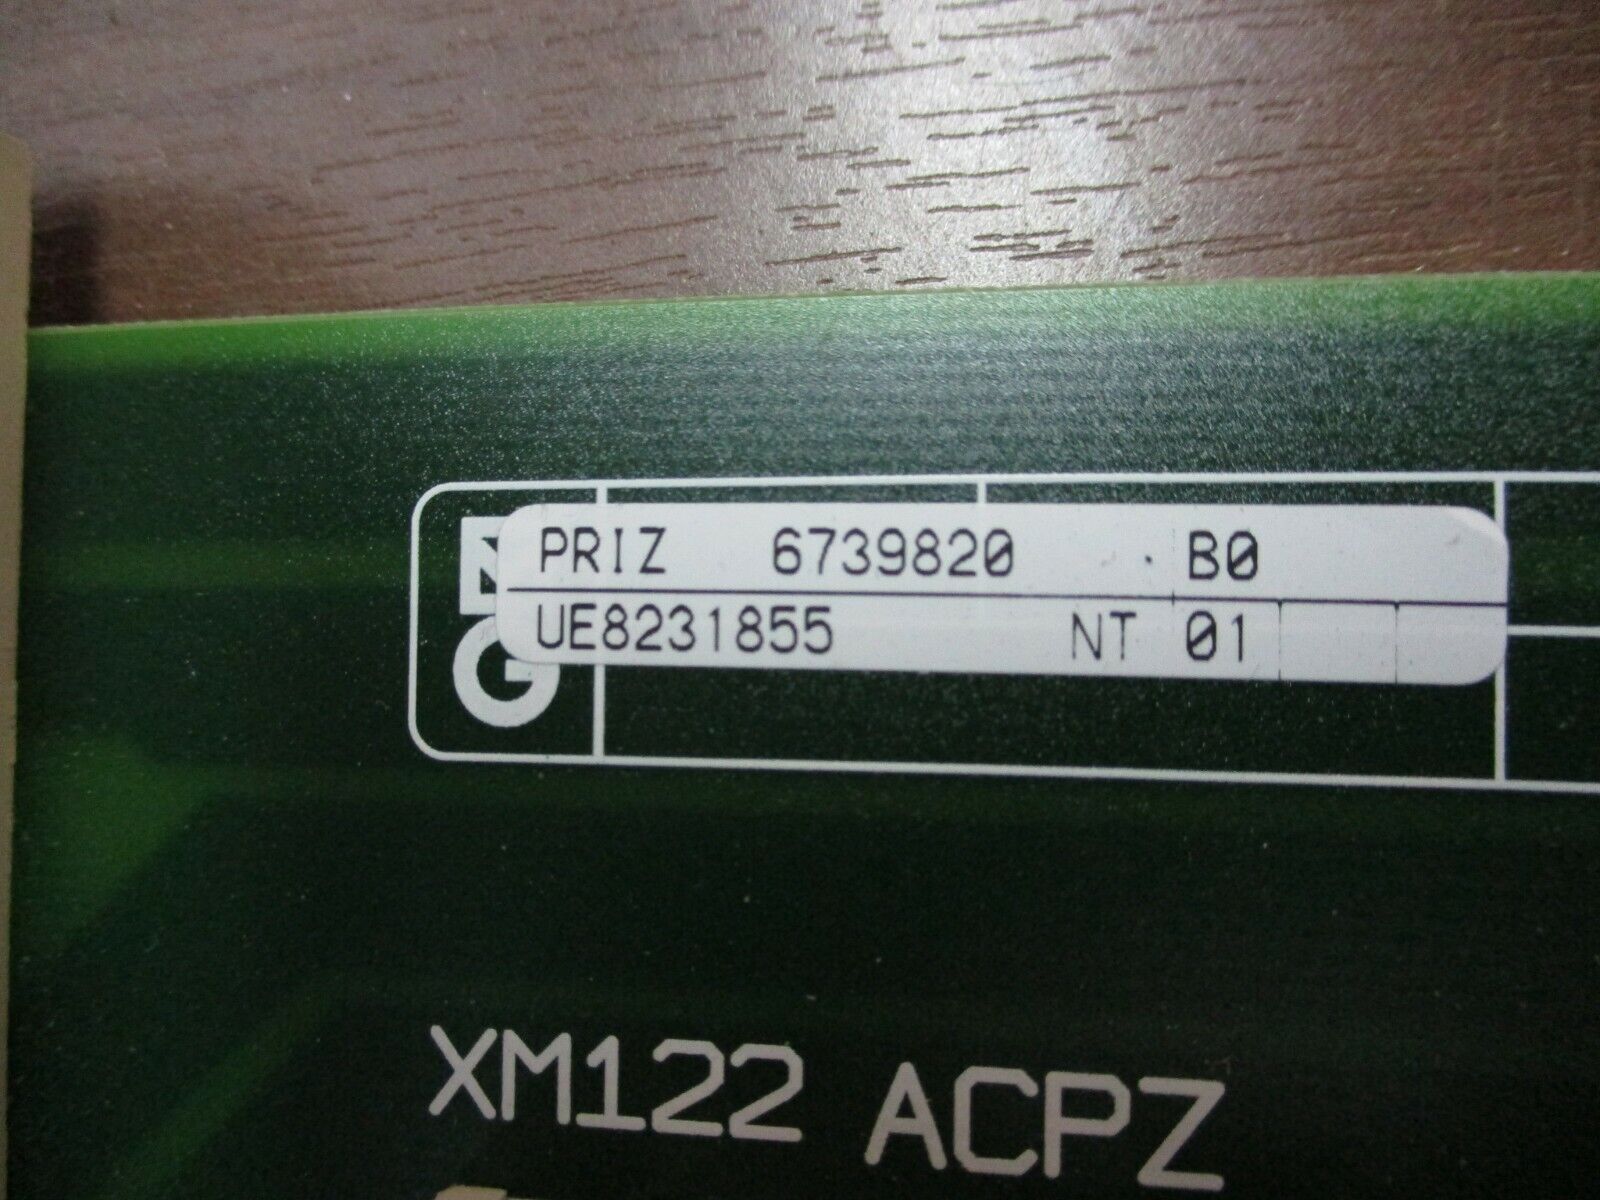 PRIZ 6739820 B0
UE8231855 NT 01
G
XM122 ACPZ